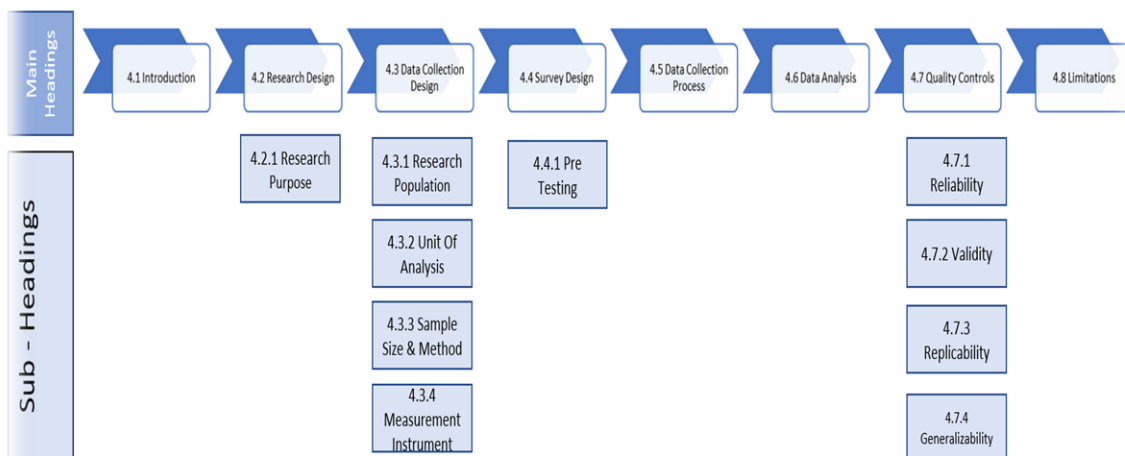 Main
Headings
4.1 Introduction
4.2 Research Design
4.3 Data Collection
Design
4.4 Survey Design
4.5 Data Collection
Process
4.6 Data Analysis
4.7 Quality Controls
4.8 Limitations
Sub - Headings
4.2.1 Research
Purpose
4.3.1 Research
Population
4.3.2 Unit Of
Analysis
4.3.3 Sample
Size & Method
4.3.4
Measurement
Instrument
4.4.1 Pre
Testing
4.7.1
Reliability
4.7.2 Validity
4.7.3
Replicability
4.7.4
Generalizability